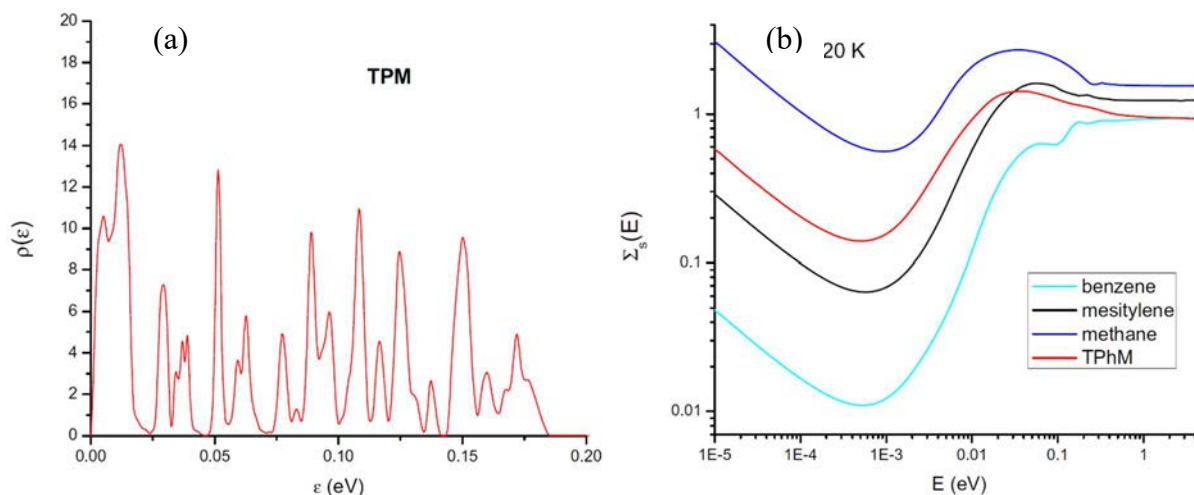 (a)
TPM
20
18
16
14
12
10
8
6
4
2
0
ρ(ε)
0.00 0.05 0.10 0.15 0.20
ε (eV)
(b)
20 K
1
0.1
0.01
Σs(E)
benzene
mesitylene
methane
TPhM
1E-5 1E-4 1E-3 0.01 0.1 1
E (eV)